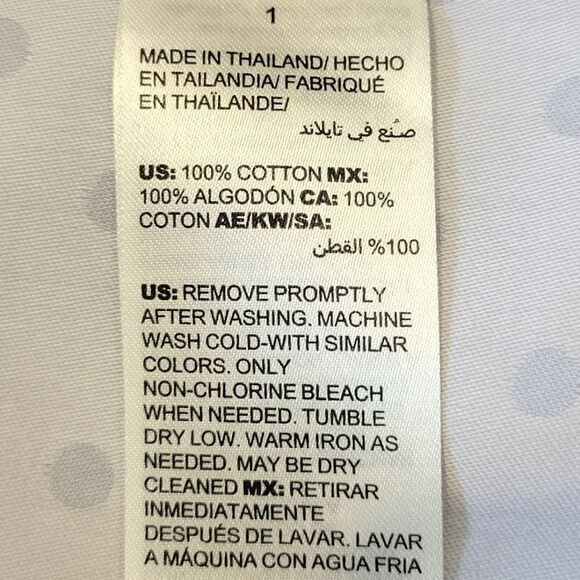 1
MADE IN THAILAND/ HECHO
EN TAILANDIA/ FABRIQUÉ
EN THAÏLANDE/
صُنع في تايلاند
US: 100% COTTON MX:
100% ALGODÓN CA: 100%
COTON AE/KW/SA:
100% القطن
US: REMOVE PROMPTLY
AFTER WASHING. MACHINE
WASH COLD-WITH SIMILAR
COLORS. ONLY
NON-CHLORINE BLEACH
WHEN NEEDED. TUMBLE
DRY LOW. WARM IRON AS
NEEDED. MAY BE DRY
CLEANED MX: RETIRAR
INMEDIATAMENTE
DESPUÉS DE LAVAR. LAVAR
A MÁQUINA CON AGUA FRIA